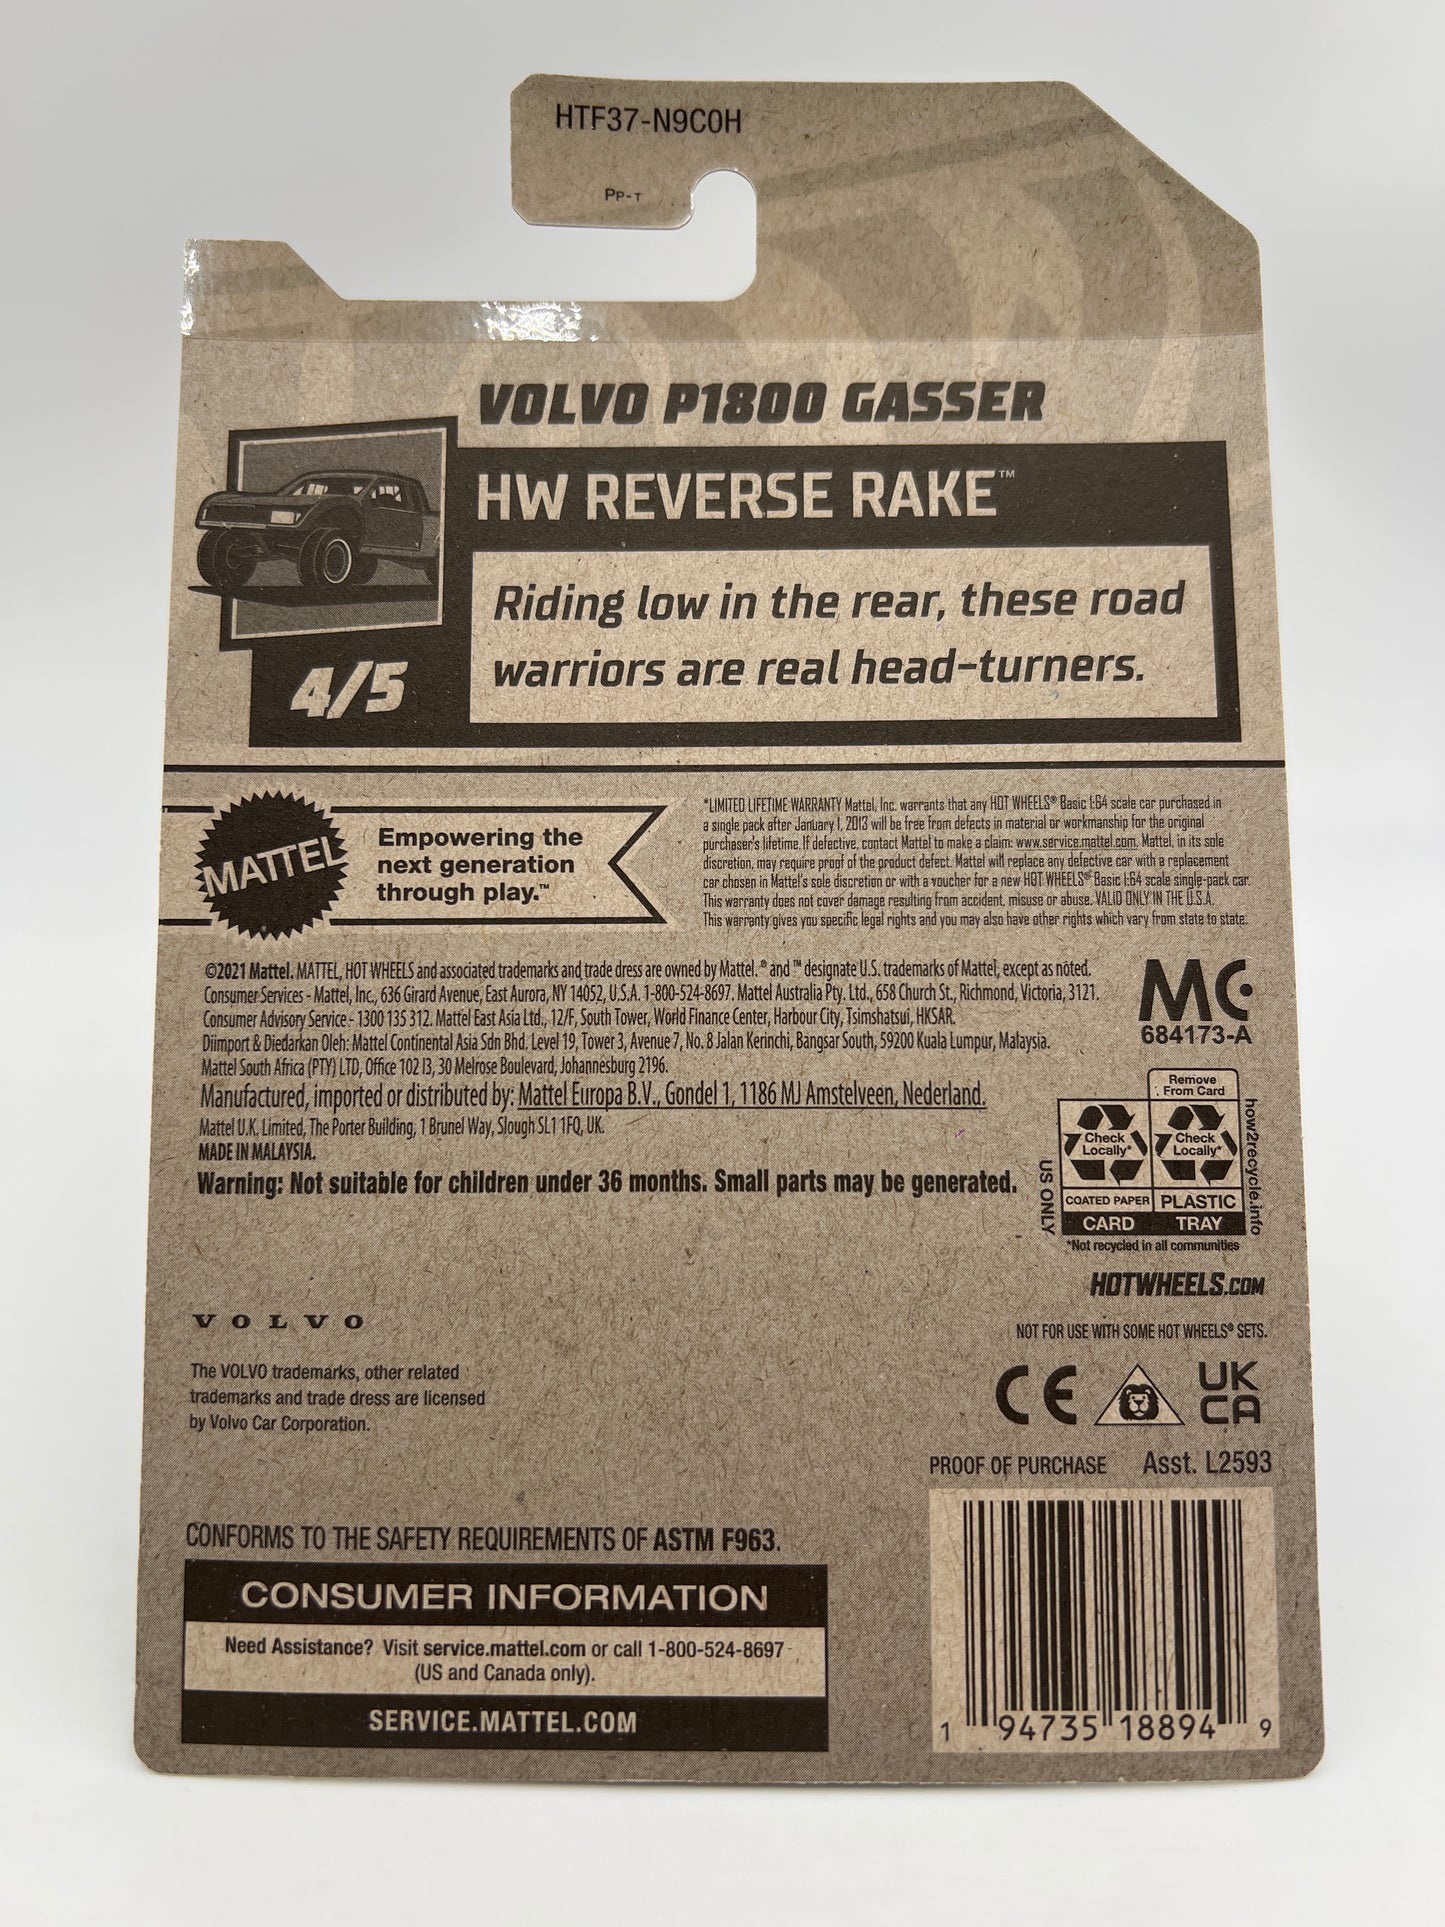 HTF37-N9C0H
PP-T
VOLVO P1800 GASSER
HW REVERSE RAKE™
Riding low in the rear, these road
warriors are real head-turners.
4/5
MATTEL
Empowering the
next generation
through play.™
*LIMITED LIFETIME WARRANTY Mattel, Inc. warrants that any HOT WHEELS® Basic 1:64 scale car purchased in
a single pack after January 1, 2013 will be free from defects in material or workmanship for the original
purchaser's lifetime. If defective, contact Mattel to make a claim: www.service.mattel.com. Mattel, in its sole
discretion, may require proof of the product defect. Mattel will replace any defective car with a replacement
car chosen in Mattel's sole discretion or with a voucher for a new HOT WHEELS® Basic 1:64 scale single-pack car.
This warranty does not cover damage resulting from accident, misuse or abuse. VALID ONLY IN THE U.S.A.
This warranty gives you specific legal rights and you may also have other rights which vary from state to state.
©2021 Mattel. MATTEL, HOT WHEELS and associated trademarks and trade dress are owned by Mattel. ® and ™ designate U.S. trademarks of Mattel, except as noted.
Consumer Services - Mattel, Inc., 636 Girard Avenue, East Aurora, NY 14052, U.S.A. 1-800-524-8697. Mattel Australia Pty. Ltd., 658 Church St., Richmond, Victoria, 3121.
Consumer Advisory Service - 1300 135 312. Mattel East Asia Ltd., 12/F, South Tower, World Finance Center, Harbour City, Tsimshatsui, HKSAR.
Diimport & Diedarkan Oleh: Mattel Continental Asia Sdn Bhd. Level 19, Tower 3, Avenue 7, No. 8 Jalan Kerinchi, Bangsar South, 59200 Kuala Lumpur, Malaysia.
Mattel South Africa (PTY) LTD, Office 102 I3, 30 Melrose Boulevard, Johannesburg 2196.
Manufactured, imported or distributed by: Mattel Europa B.V., Gondel 1, 1186 MJ Amstelveen, Nederland.
Mattel U.K. Limited, The Porter Building, 1 Brunel Way, Slough SL1 1FQ, UK.
MADE IN MALAYSIA.
Warning: Not suitable for children under 36 months. Small parts may be generated.
MC
684173-A
Remove
From Card
Check
Locally*
Check
Locally*
COATED PAPER
PLASTIC
CARD
TRAY
US ONLY
how2recycle.info
*Not recycled in all communities
HOTWHEELS.COM
NOT FOR USE WITH SOME HOT WHEELS® SETS.
VOLVO
The VOLVO trademarks, other related
trademarks and trade dress are licensed
by Volvo Car Corporation.
CE
UK
CA
PROOF OF PURCHASE Asst. L2593
CONFORMS TO THE SAFETY REQUIREMENTS OF ASTM F963.
CONSUMER INFORMATION
Need Assistance? Visit service.mattel.com or call 1-800-524-8697
(US and Canada only).
SERVICE.MATTEL.COM
1 94735 18894 9